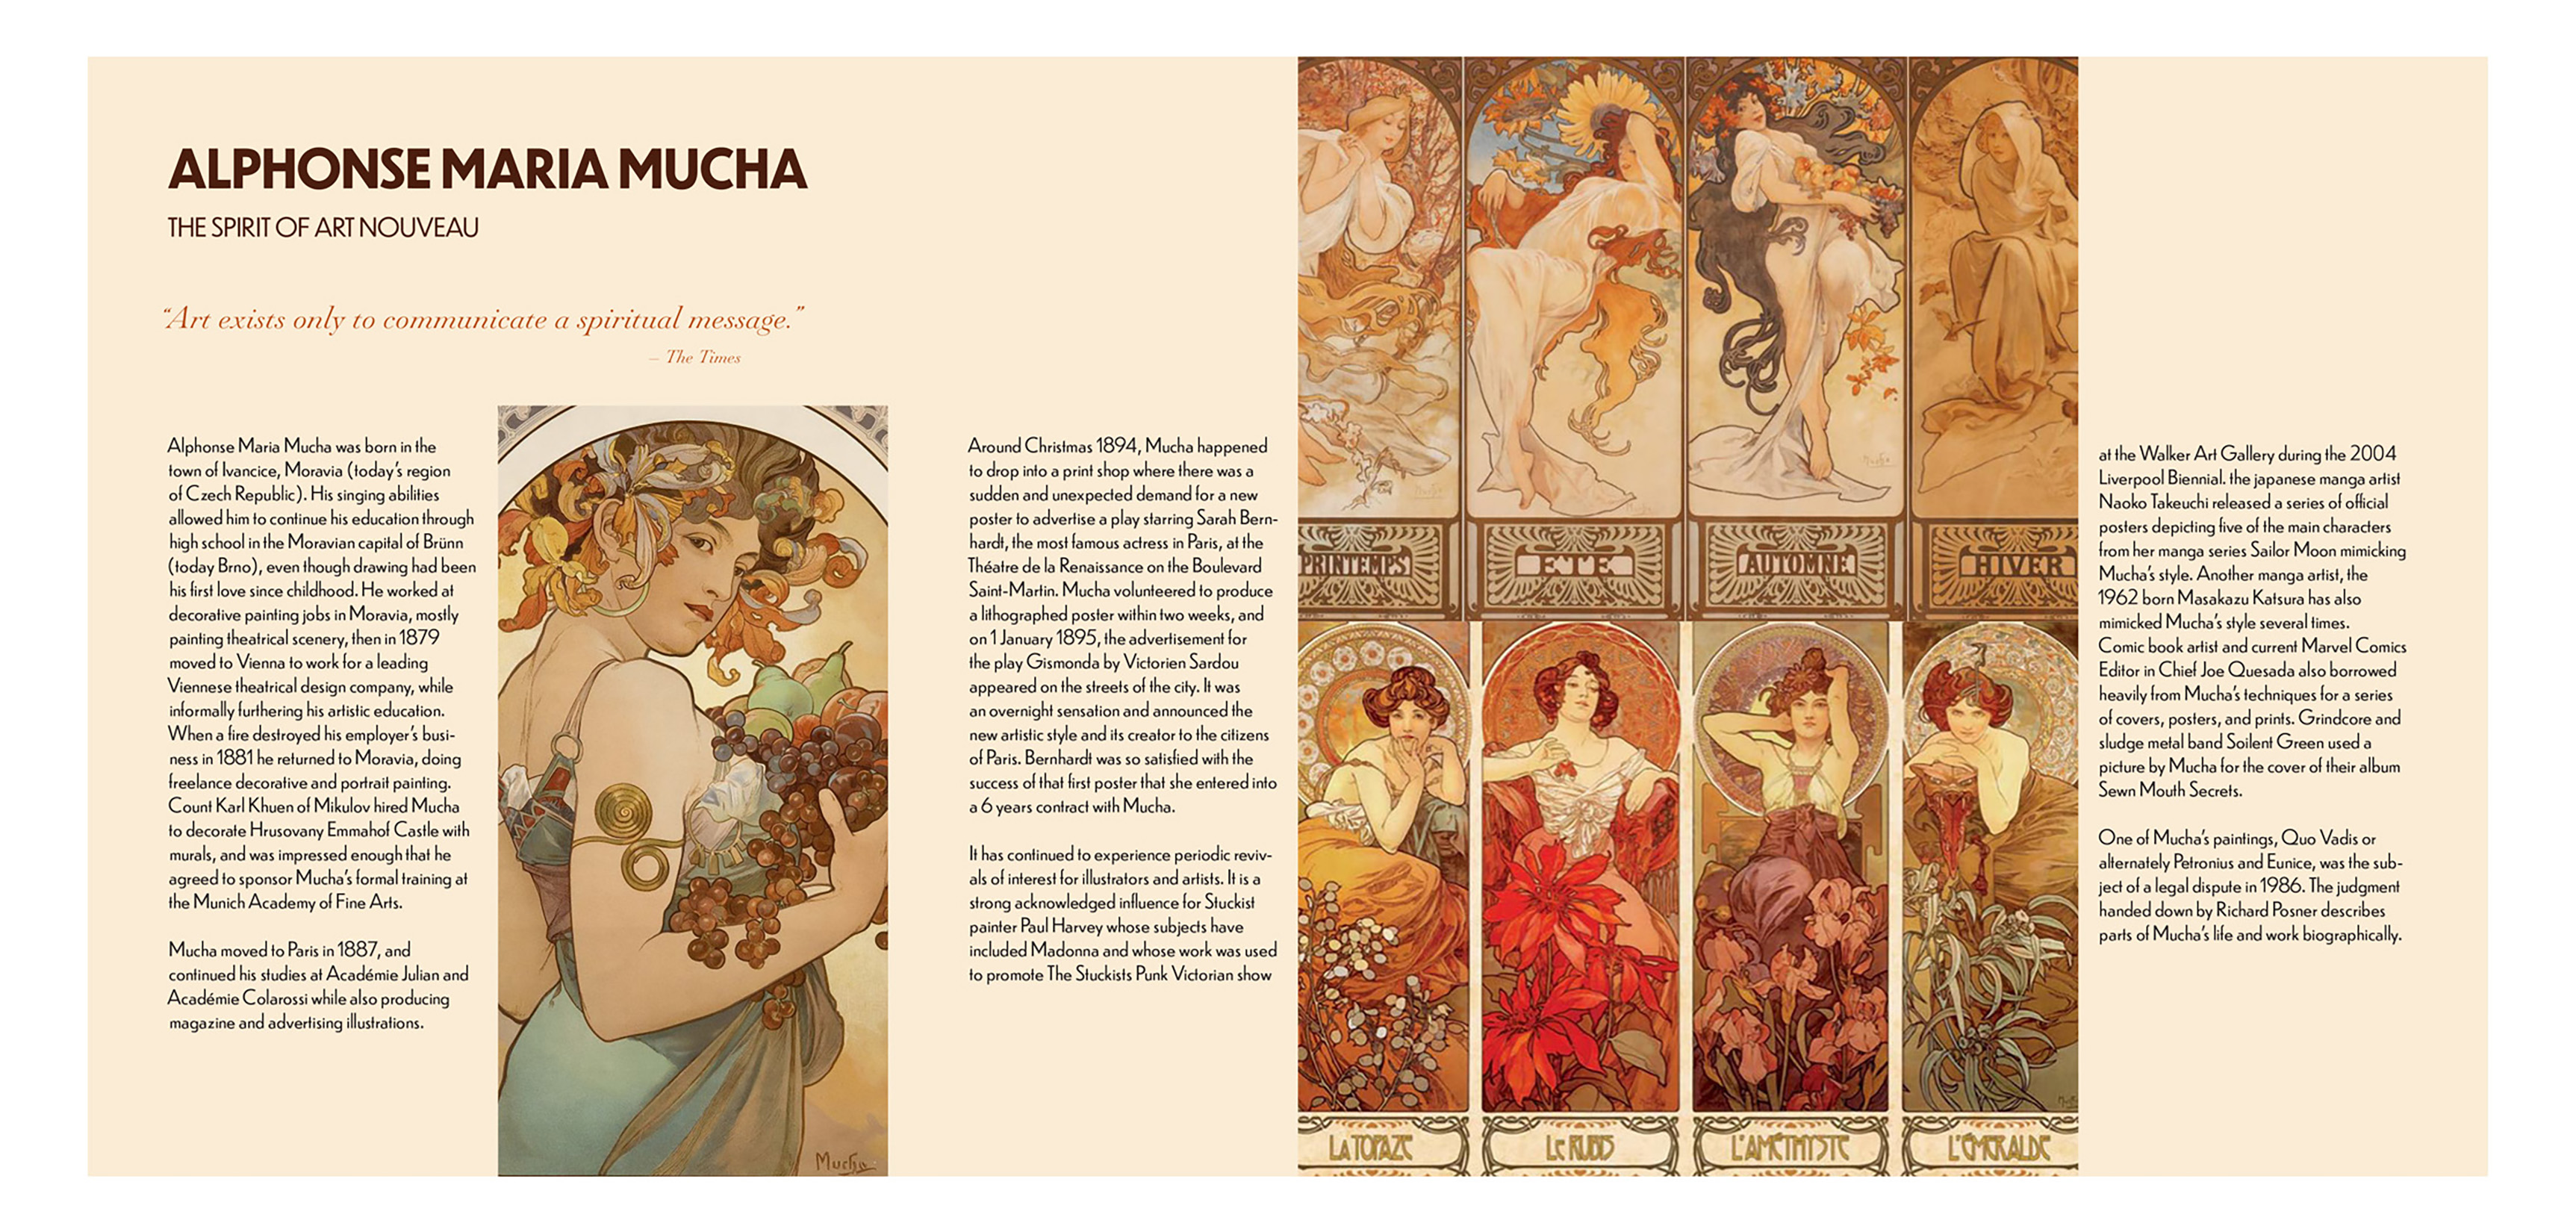 ALPHONSE MARIA MUCHA
THE SPIRIT OF ART NOUVEAU
“Art exists only to communicate a spiritual message.”
– The Times
Alphonse Maria Mucha was born in the
town of Ivancice, Moravia (today’s region
of Czech Republic). His singing abilities
allowed him to continue his education through
high school in the Moravian capital of Brünn
(today Brno), even though drawing had been
his first love since childhood. He worked at
decorative painting jobs in Moravia, mostly
painting theatrical scenery, then in 1879
moved to Vienna to work for a leading
Viennese theatrical design company, while
informally furthering his artistic education.
When a fire destroyed his employer’s busi-
ness in 1881 he returned to Moravia, doing
freelance decorative and portrait painting.
Count Karl Khuen of Mikulov hired Mucha
to decorate Hrusovany Emmahof Castle with
murals, and was impressed enough that he
agreed to sponsor Mucha’s formal training at
the Munich Academy of Fine Arts.
Mucha moved to Paris in 1887, and
continued his studies at Académie Julian and
Académie Colarossi while also producing
magazine and advertising illustrations.
Mucha
Around Christmas 1894, Mucha happened
to drop into a print shop where there was a
sudden and unexpected demand for a new
poster to advertise a play starring Sarah Bern-
hardt, the most famous actress in Paris, at the
Théatre de la Renaissance on the Boulevard
Saint-Martin. Mucha volunteered to produce
a lithographed poster within two weeks, and
on 1 January 1895, the advertisement for
the play Gismonda by Victorien Sardou
appeared on the streets of the city. It was
an overnight sensation and announced the
new artistic style and its creator to the citizens
of Paris. Bernhardt was so satisfied with the
success of that first poster that she entered into
a 6 years contract with Mucha.
It has continued to experience periodic reviv-
als of interest for illustrators and artists. It is a
strong acknowledged influence for Stuckist
painter Paul Harvey whose subjects have
included Madonna and whose work was used
to promote The Stuckists Punk Victorian show
Mucha
Mucha
Mucha
PRINTEMPS
ETE
AUTOMNE
HIVER
LA TOPAZE
LE RUBIS
L'AMÉTHYSTE
L'ÉMERAUDE
at the Walker Art Gallery during the 2004
Liverpool Biennial. the japanese manga artist
Naoko Takeuchi released a series of official
posters depicting five of the main characters
from her manga series Sailor Moon mimicking
Mucha’s style. Another manga artist, the
1962 born Masakazu Katsura has also
mimicked Mucha’s style several times.
Comic book artist and current Marvel Comics
Editor in Chief Joe Quesada also borrowed
heavily from Mucha’s techniques for a series
of covers, posters, and prints. Grindcore and
sludge metal band Soilent Green used a
picture by Mucha for the cover of their album
Sewn Mouth Secrets.
One of Mucha’s paintings, Quo Vadis or
alternately Petronius and Eunice, was the sub-
ject of a legal dispute in 1986. The judgment
handed down by Richard Posner describes
parts of Mucha’s life and work biographically.